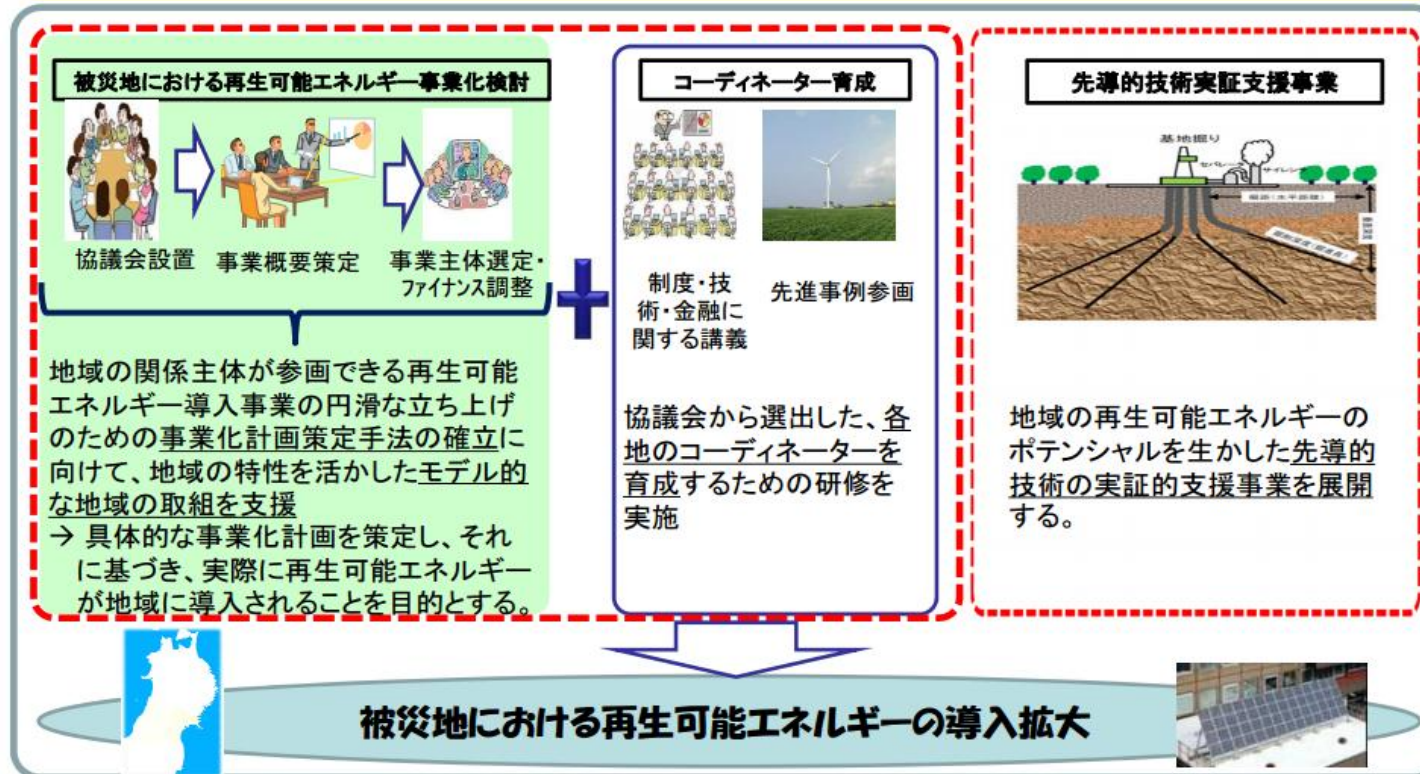 被災地における再生可能エネルギー事業化検討
協議会設置
事業概要策定
事業主体選定・
ファイナンス調整
地域の関係主体が参画できる再生可能
エネルギー導入事業の円滑な立ち上げ
のための事業化計画策定手法の確立に
向けて、地域の特性を活かしたモデル的
な地域の取組を支援
→ 具体的な事業化計画を策定し、それ
に基づき、実際に再生可能エネルギー
が地域に導入されることを目的とする。
+
コーディネーター育成
制度・技
術・金融に
関する講義
先進事例参画
協議会から選出した、各
地のコーディネーターを
育成するための研修を
実施
先導的技術実証支援事業
基地掘り
セパレータ
サイレンサ
地域の再生可能エネルギーの
ポテンシャルを生かした先導的
技術の実証的支援事業を展開
する。
被災地における再生可能エネルギーの導入拡大